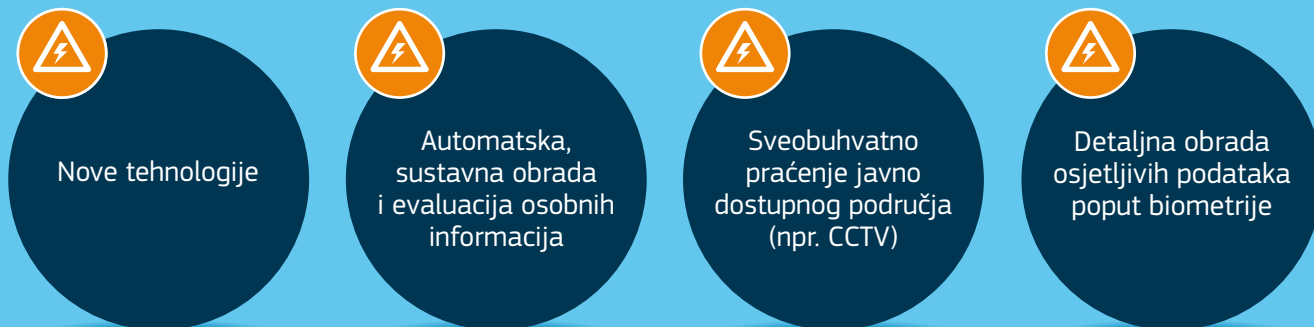 Nove tehnologije
Automatska,
sustavna obrada
i evaluacija osobnih
informacija
Sveobuhvatno
praćenje javno
dostupnog područja
(npr. CCTV)
Detaljna obrada
osjetljivih podataka
poput biometrije